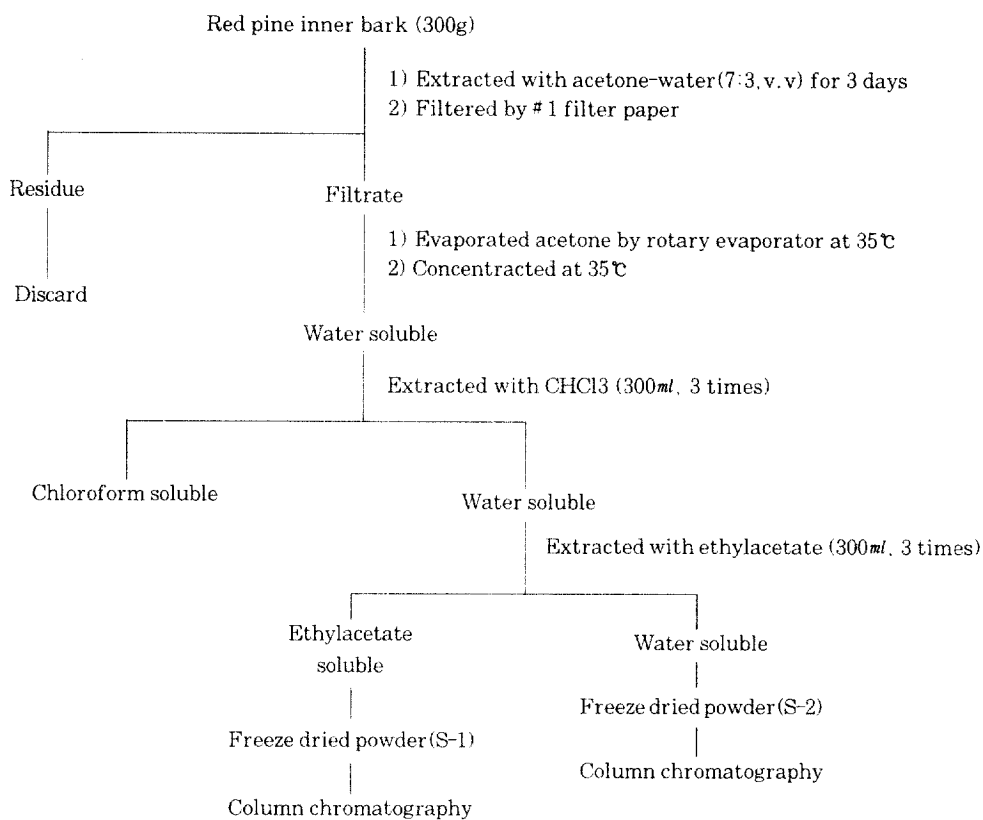 Red pine inner bark (300g)
1) Extracted with acetone-water(7:3, v.v) for 3 days
2) Filtered by #1 filter paper
Residue
Filtrate
1) Evaporated acetone by rotary evaporator at 35℃
2) Concentracted at 35℃
Discard
Water soluble
Extracted with CHCl3 (300ml, 3 times)
Chloroform soluble
Water soluble
Extracted with ethylacetate (300ml, 3 times)
Ethylacetate
soluble
Water soluble
Freeze dried powder(S-2)
Freeze dried powder(S-1)
Column chromatography
Column chromatography